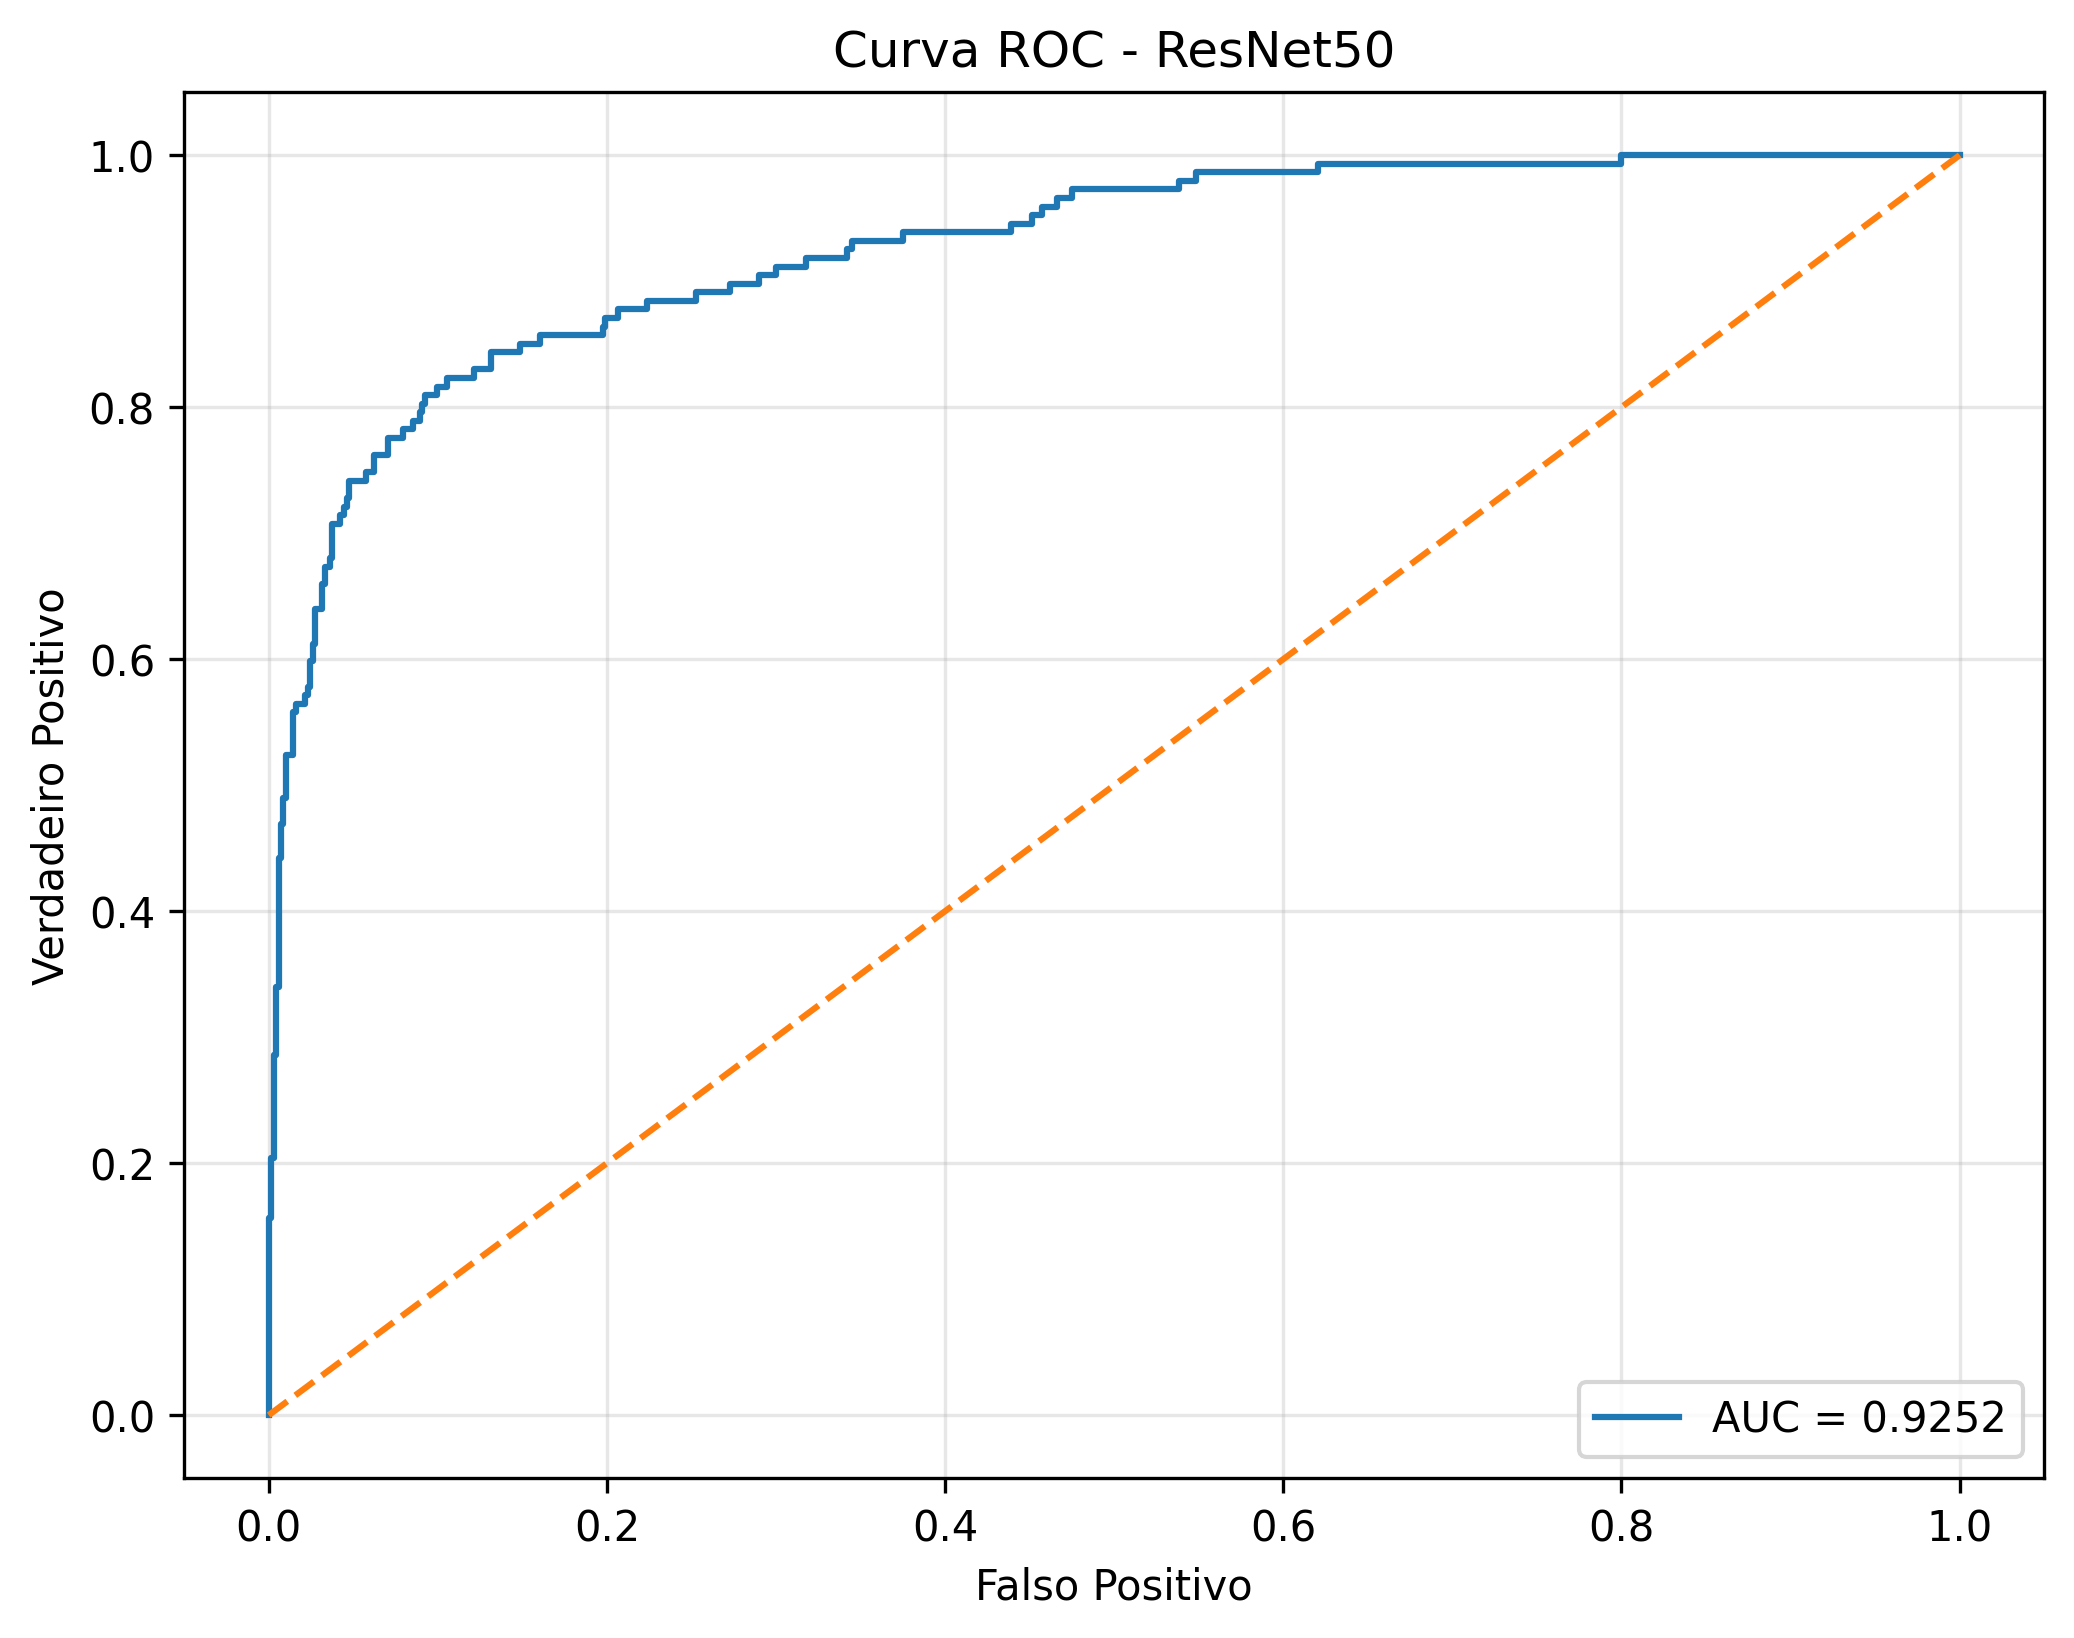 Curva ROC - ResNet50
Verdadeiro Positivo
1.0
0.8
0.6
0.4
0.2
0.0
AUC = 0.9252
0.0 0.2 0.4 0.6 0.8 1.0
Falso Positivo